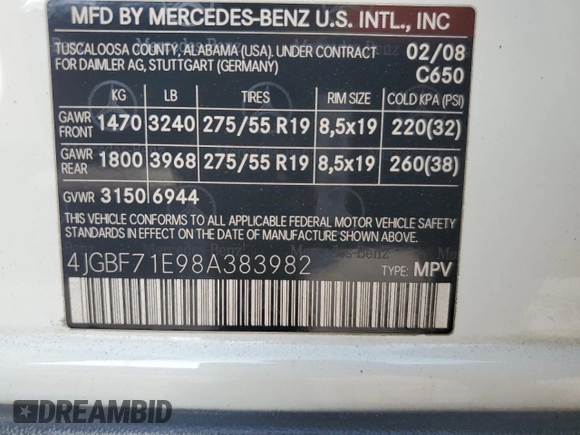 MFD BY MERCEDES-BENZ U.S. INTL., INC
TUSCALOOSA COUNTY, ALABAMA (USA). UNDER CONTRACT 02/08
FOR DAIMLER AG, STUTTGART (GERMANY) C650
KG LB TIRES RIM SIZE COLD KPA (PSI)
GAWR FRONT 1470 3240 275/55 R19 8,5x19 220(32)
GAWR REAR 1800 3968 275/55 R19 8,5x19 260(38)
GVWR 3150 6944
THIS VEHICLE CONFORMS TO ALL APPLICABLE FEDERAL MOTOR VEHICLE SAFETY
STANDARDS IN EFFECT ON THE DATE OF MANUFACTURE SHOWN ABOVE.
4JGBF71E98A383982 TYPE: MPV
DREAMBID